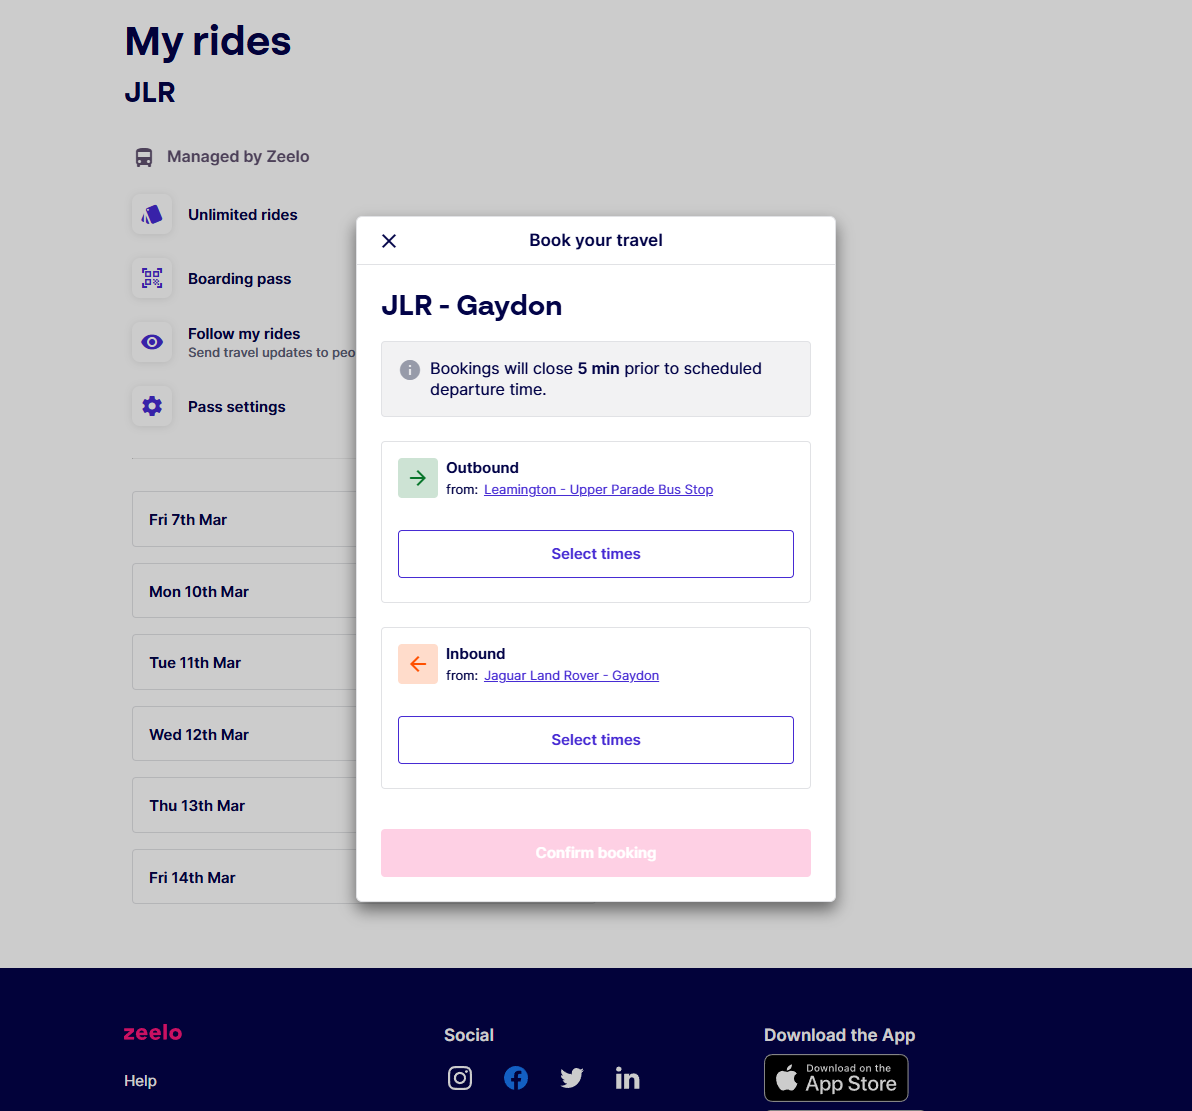 My rides
JLR
Managed by Zeelo
Unlimited rides
Boarding pass
Follow my rides
Send travel updates to peo
Pass settings
Fri 7th Mar
Mon 10th Mar
Tue 11th Mar
Wed 12th Mar
Thu 13th Mar
Fri 14th Mar
Book your travel
JLR - Gaydon
Bookings will close 5 min prior to scheduled
departure time.
Outbound
from: Leamington - Upper Parade Bus Stop
Select times
Inbound
from: Jaguar Land Rover - Gaydon
Select times
Confirm booking
zeelo
Help
Social
Download the App
Download on the
App Store